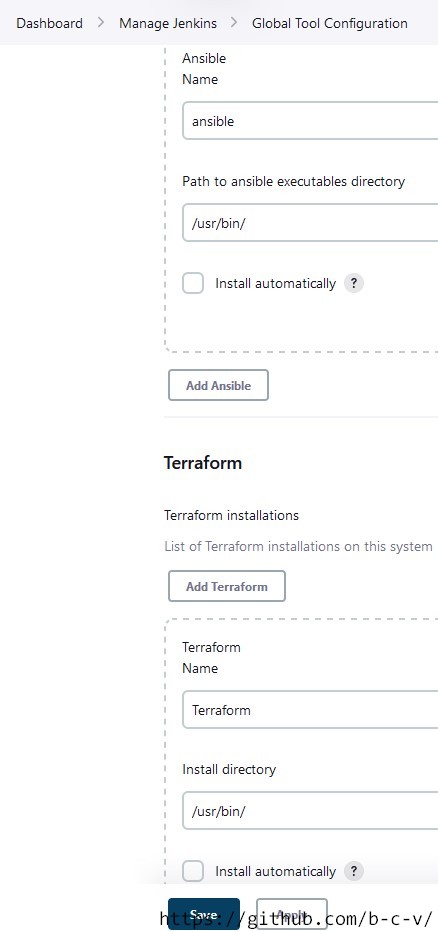 Dashboard > Manage Jenkins > Global Tool Configuration
Ansible
Name
ansible
Path to ansible executables directory
/usr/bin/
Install automatically ?
Add Ansible
Terraform
Terraform installations
List of Terraform installations on this system
Add Terraform
Terraform
Name
Terraform
Install directory
/usr/bin/
Install automatically ?
Save Apply
https://github.com/b-c-v/